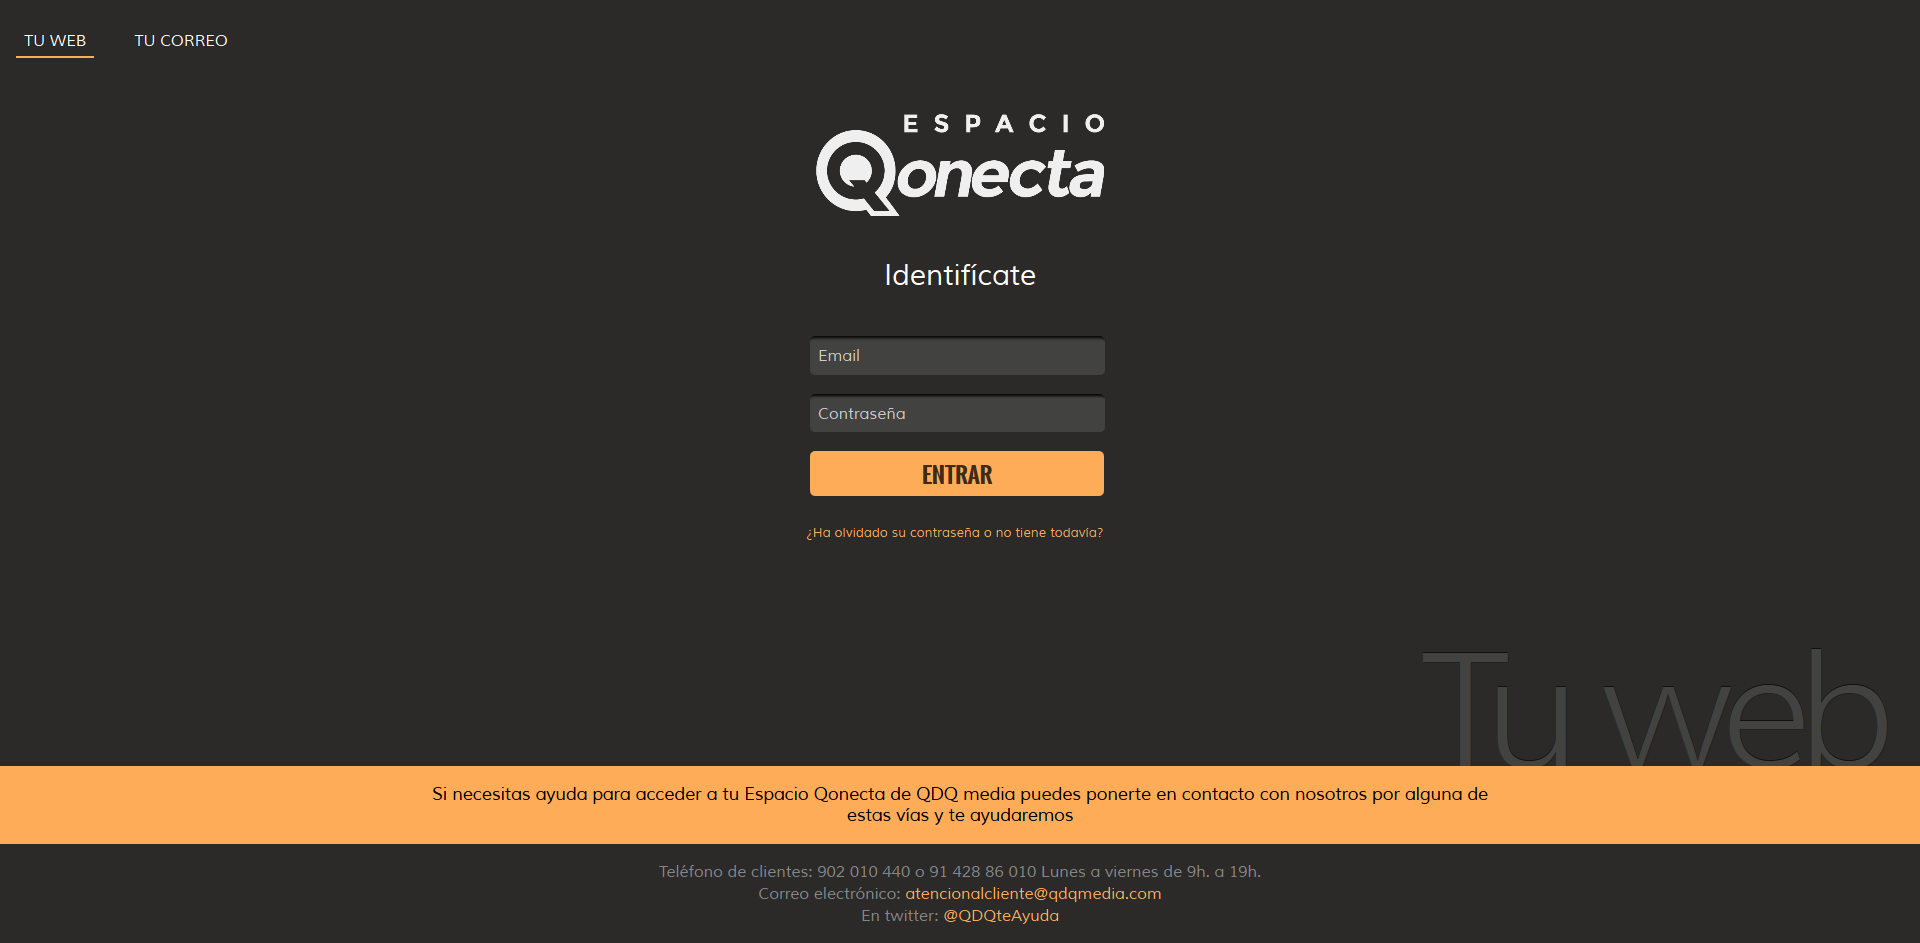 TU WEB TU CORREO
ESPACIO
Qonecta
Identifícate
Email
Contraseña
ENTRAR
¿Ha olvidado su contraseña o no tiene todavía?
Tu web
Si necesitas ayuda para acceder a tu Espacio Qonecta de QDQ media puedes ponerte en contacto con nosotros por alguna de
estas vías y te ayudaremos
Teléfono de clientes: 902 010 440 o 91 428 86 010 Lunes a viernes de 9h. a 19h.
Correo electrónico: atencionalcliente@qdqmedia.com
En twitter: @QDQteAyuda